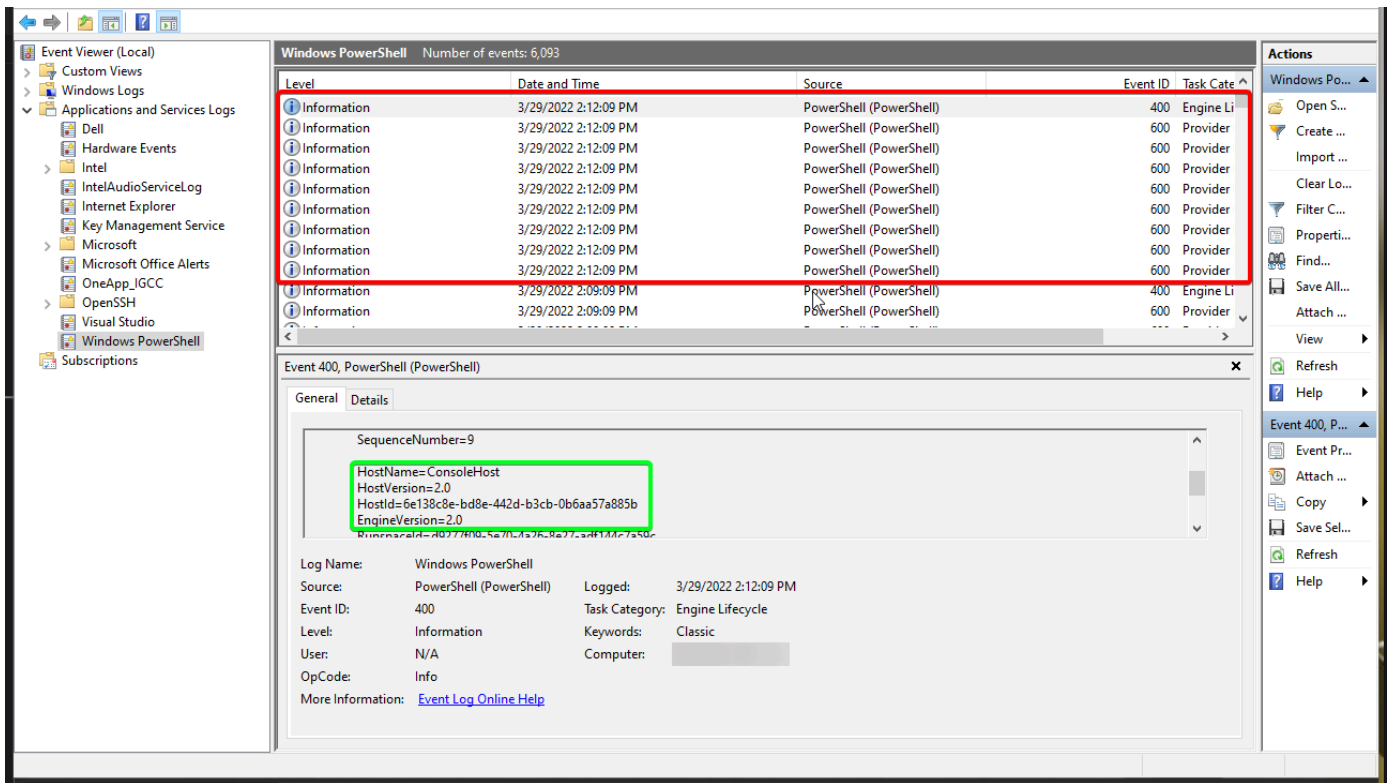 Event Viewer (Local)
Custom Views
Windows Logs
Applications and Services Logs
Dell
Hardware Events
Intel
IntelAudioServiceLog
Internet Explorer
Key Management Service
Microsoft
Microsoft Office Alerts
OneApp_IGCC
OpenSSH
Visual Studio
Windows PowerShell
Subscriptions
Windows PowerShell Number of events: 6,093
Level Date and Time Source Event ID Task Cate
Information 3/29/2022 2:12:09 PM PowerShell (PowerShell) 400 Engine Li
Information 3/29/2022 2:12:09 PM PowerShell (PowerShell) 600 Provider
Information 3/29/2022 2:12:09 PM PowerShell (PowerShell) 600 Provider
Information 3/29/2022 2:12:09 PM PowerShell (PowerShell) 600 Provider
Information 3/29/2022 2:12:09 PM PowerShell (PowerShell) 600 Provider
Information 3/29/2022 2:12:09 PM PowerShell (PowerShell) 600 Provider
Information 3/29/2022 2:12:09 PM PowerShell (PowerShell) 600 Provider
Information 3/29/2022 2:12:09 PM PowerShell (PowerShell) 600 Provider
Information 3/29/2022 2:12:09 PM PowerShell (PowerShell) 600 Provider
Information 3/29/2022 2:09:09 PM PowerShell (PowerShell) 400 Engine Li
Information 3/29/2022 2:09:09 PM PowerShell (PowerShell) 600 Provider
Event 400, PowerShell (PowerShell)
General Details
SequenceNumber=9
HostName=ConsoleHost
HostVersion=2.0
HostId=6e138c8e-bd8e-442d-b3cb-0b6aa57a885b
EngineVersion=2.0
RunspaceId=d9277f09-5e70-4a26-8e27-adf144c7a59c
Log Name: Windows PowerShell
Source: PowerShell (PowerShell) Logged: 3/29/2022 2:12:09 PM
Event ID: 400 Task Category: Engine Lifecycle
Level: Information Keywords: Classic
User: N/A Computer:
OpCode: Info
More Information: Event Log Online Help
Actions
Windows Po...
Open S...
Create ...
Import ...
Clear Lo...
Filter C...
Properti...
Find...
Save All...
Attach ...
View
Refresh
Help
Event 400, P...
Event Pr...
Attach ...
Copy
Save Sel...
Refresh
Help